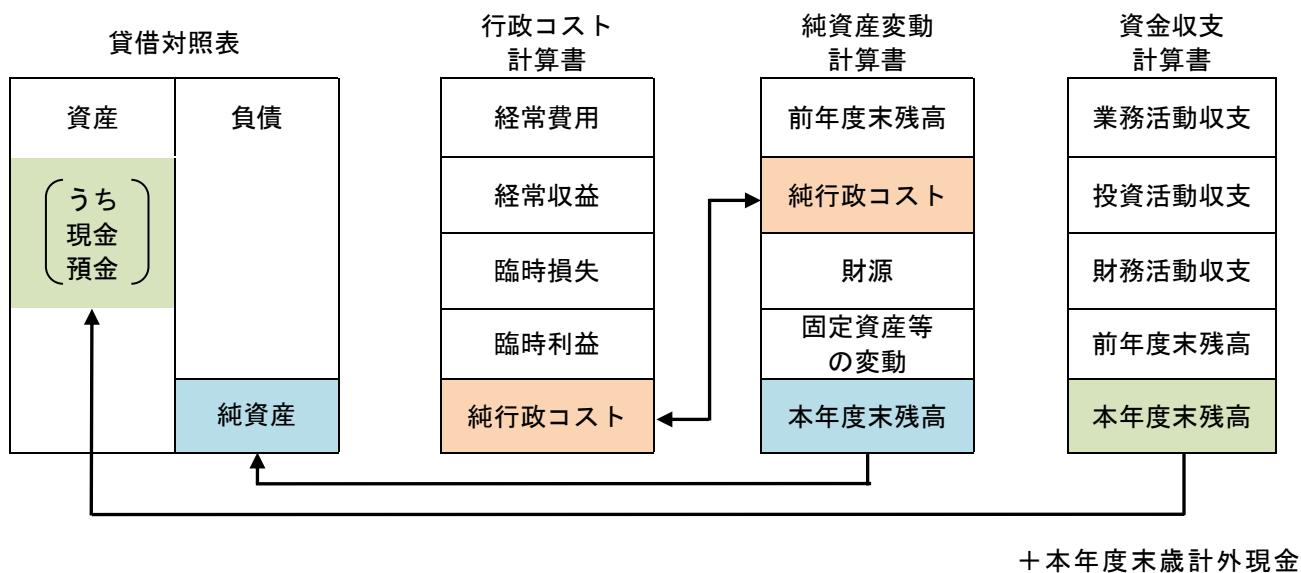 貸借対照表
資産
負債
うち
現金
預金
純資産
行政コスト
計算書
経常費用
経常収益
臨時損失
臨時利益
純行政コスト
純資産変動
計算書
前年度末残高
純行政コスト
財源
固定資産等
の変動
本年度末残高
資金収支
計算書
業務活動収支
投資活動収支
財務活動収支
前年度末残高
本年度末残高
＋本年度末歳計外現金